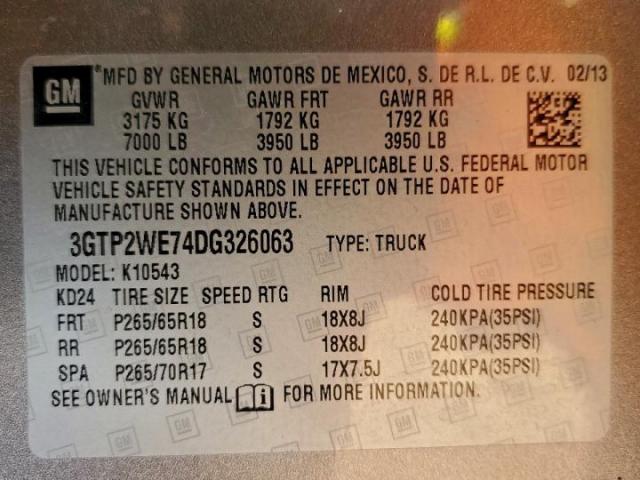 GM *MFD BY GENERAL MOTORS DE MEXICO, S. DE R.L. DE C.V. 02/13
GVWR GAWR FRT GAWR RR
3175 KG 1792 KG 1792 KG
7000 LB 3950 LB 3950 LB
THIS VEHICLE CONFORMS TO ALL APPLICABLE U.S. FEDERAL MOTOR
VEHICLE SAFETY STANDARDS IN EFFECT ON THE DATE OF
MANUFACTURE SHOWN ABOVE.
3GTP2WE74DG326063 TYPE: TRUCK
MODEL: K10543
KD24 TIRE SIZE SPEED RTG RIM COLD TIRE PRESSURE
FRT P265/65R18 S 18X8J 240KPA(35PSI)
RR P265/65R18 S 18X8J 240KPA(35PSI)
SPA P265/70R17 S 17X7.5J 240KPA(35PSI)
SEE OWNER'S MANUAL i FOR MORE INFORMATION.